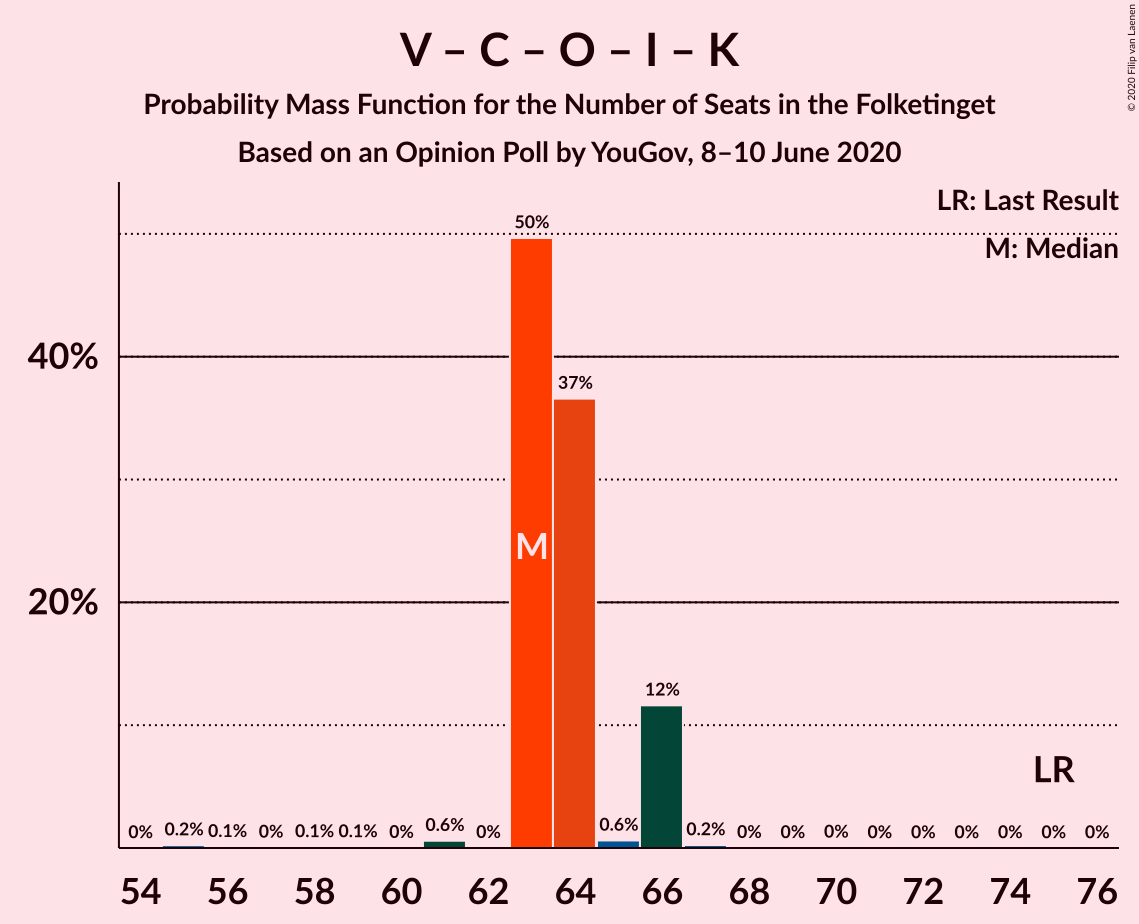 V – C – O – I – K
Probability Mass Function for the Number of Seats in the Folketinget
Based on an Opinion Poll by YouGov, 8–10 June 2020
© 2020 Filip van Laenen
LR: Last Result
M: Median
40%
20%
0% 0.2% 0.1% 0% 0.1% 0.1% 0% 0.6% 0% 50% 37% 0.6% 12% 0.2% 0% 0% 0% 0% 0% 0% 0% 0% 0%
M
LR
54 56 58 60 62 64 66 68 70 72 74 76